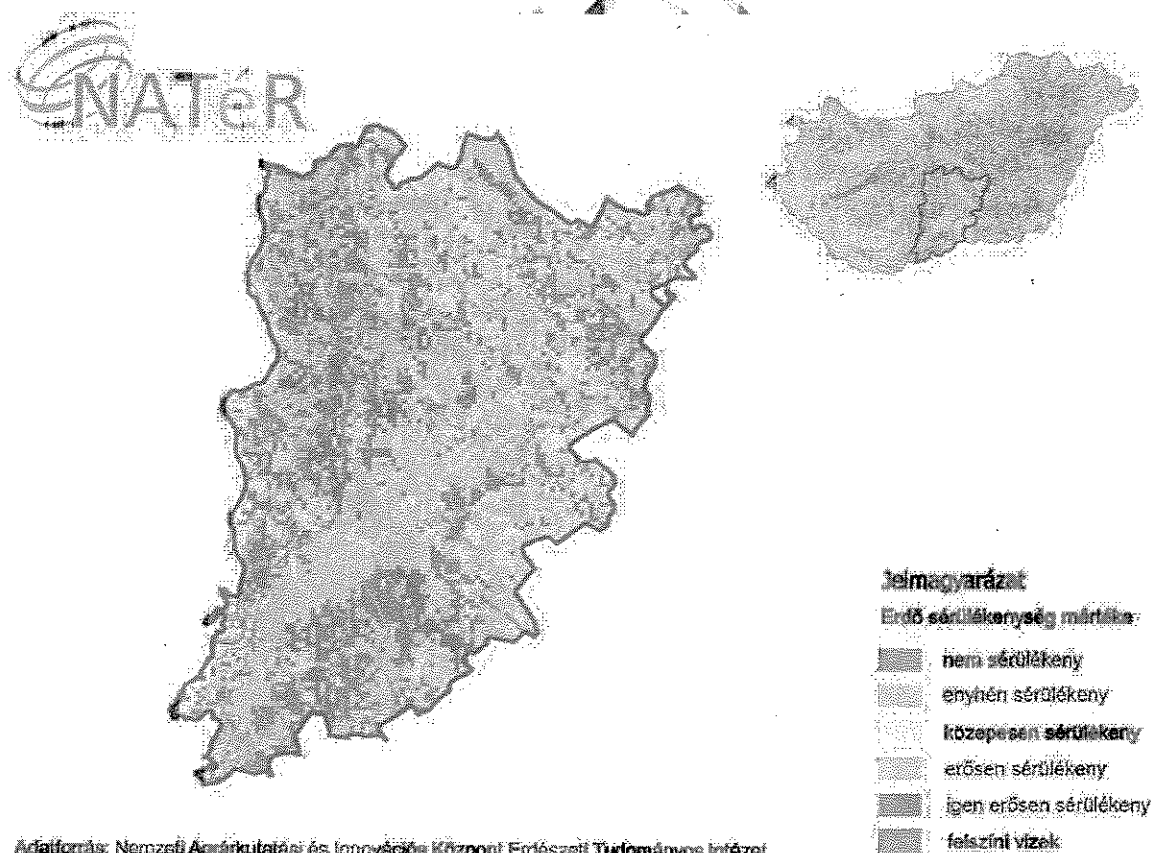 NATéR
Jelmagyarázat
Erdő sérülékenység mértéke
nem sérülékeny
enyhén sérülékeny
közepesen sérülékeny
erősen sérülékeny
igen erősen sérülékeny
felszíni vizek
Adatforrás: Nemzeti Agrárkutatási és Innovációs Központ Erdészeti Tudományos Intézet